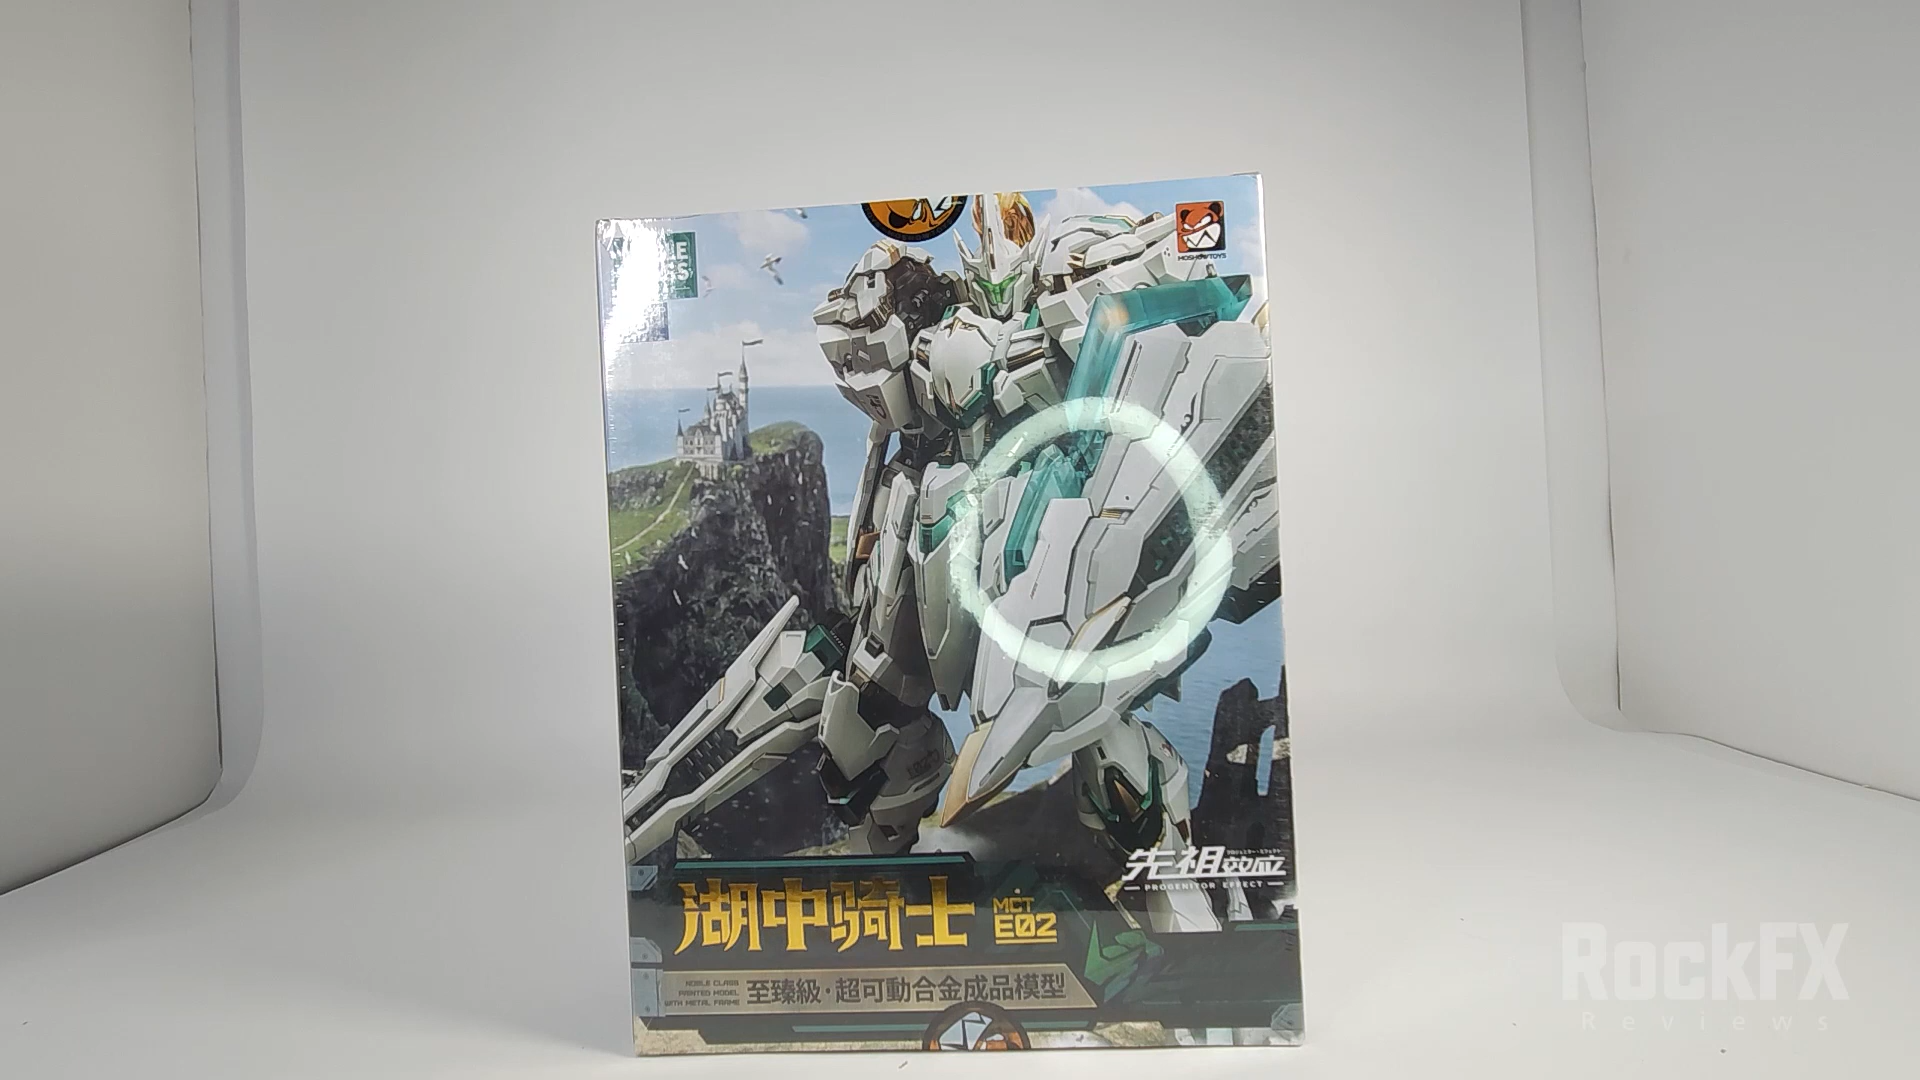 MOSHOWTOYS
先祖效应
PROGENITOR EFFECT
湖中骑士
MCT
E02
NOBLE CLASS
PAINTED MODEL
WITH METAL FRAME
至臻級·超可動合金成品模型
RockFX
Reviews